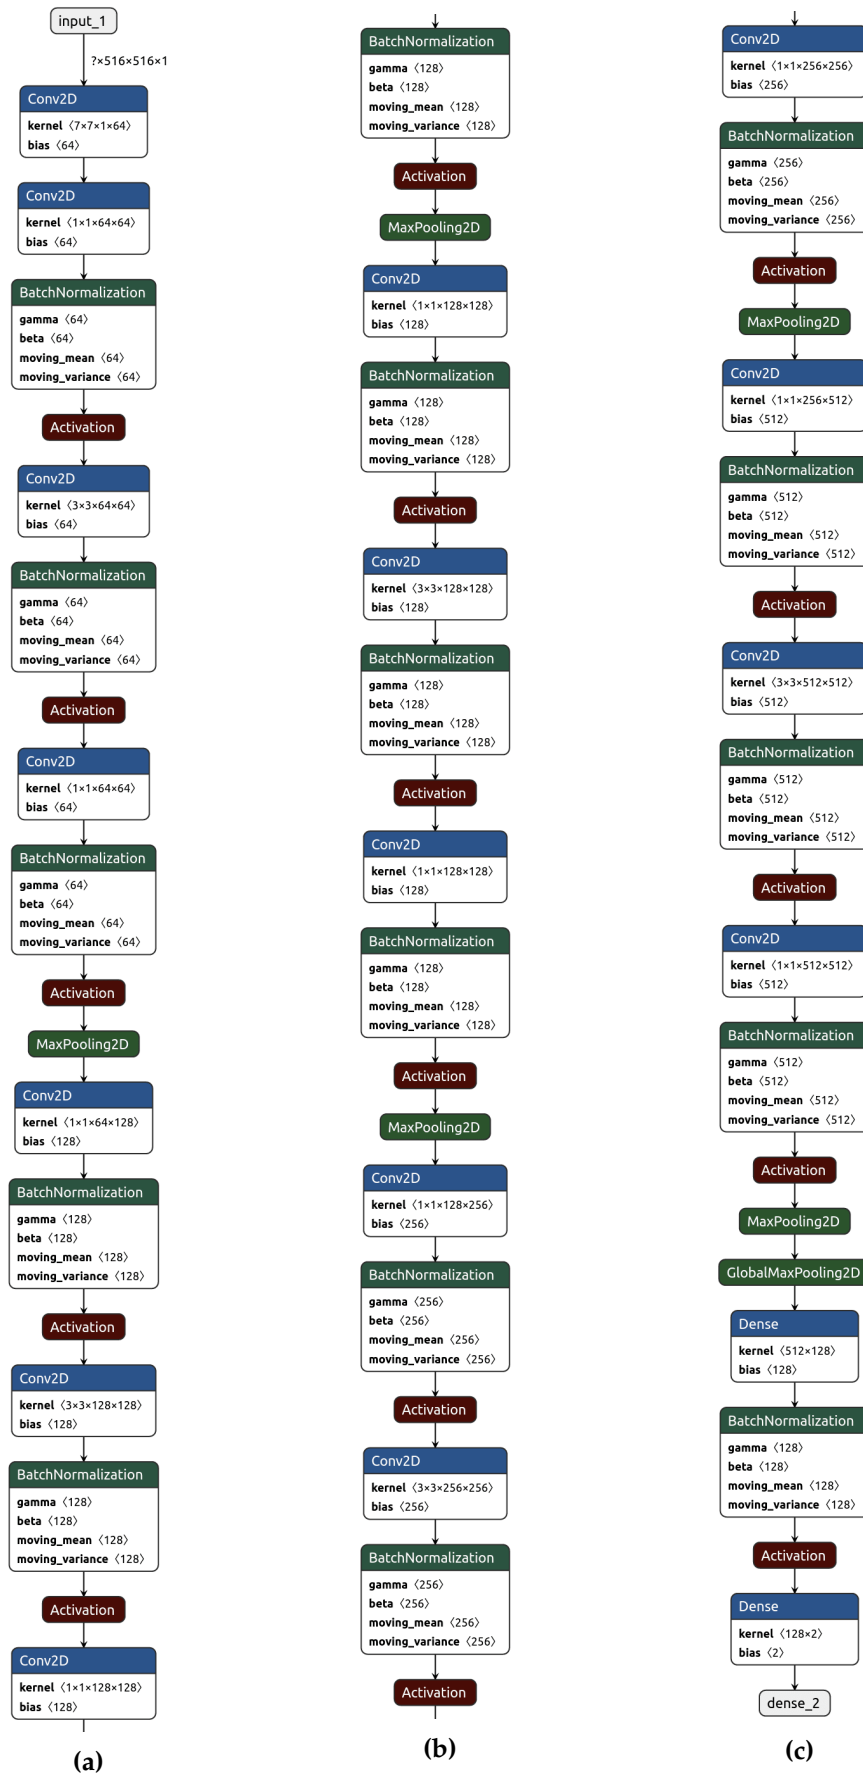 input_1
?×516×516×1
Conv2D
kernel 〈7×7×1×64〉
bias 〈64〉
Conv2D
kernel 〈1×1×64×64〉
bias 〈64〉
BatchNormalization
gamma 〈64〉
beta 〈64〉
moving_mean 〈64〉
moving_variance 〈64〉
Activation
Conv2D
kernel 〈3×3×64×64〉
bias 〈64〉
BatchNormalization
gamma 〈64〉
beta 〈64〉
moving_mean 〈64〉
moving_variance 〈64〉
Activation
Conv2D
kernel 〈1×1×64×64〉
bias 〈64〉
BatchNormalization
gamma 〈64〉
beta 〈64〉
moving_mean 〈64〉
moving_variance 〈64〉
Activation
MaxPooling2D
Conv2D
kernel 〈1×1×64×128〉
bias 〈128〉
BatchNormalization
gamma 〈128〉
beta 〈128〉
moving_mean 〈128〉
moving_variance 〈128〉
Activation
Conv2D
kernel 〈3×3×128×128〉
bias 〈128〉
BatchNormalization
gamma 〈128〉
beta 〈128〉
moving_mean 〈128〉
moving_variance 〈128〉
Activation
Conv2D
kernel 〈1×1×128×128〉
bias 〈128〉
(a)
BatchNormalization
gamma 〈128〉
beta 〈128〉
moving_mean 〈128〉
moving_variance 〈128〉
Activation
MaxPooling2D
Conv2D
kernel 〈1×1×128×128〉
bias 〈128〉
BatchNormalization
gamma 〈128〉
beta 〈128〉
moving_mean 〈128〉
moving_variance 〈128〉
Activation
Conv2D
kernel 〈3×3×128×128〉
bias 〈128〉
BatchNormalization
gamma 〈128〉
beta 〈128〉
moving_mean 〈128〉
moving_variance 〈128〉
Activation
Conv2D
kernel 〈1×1×128×128〉
bias 〈128〉
BatchNormalization
gamma 〈128〉
beta 〈128〉
moving_mean 〈128〉
moving_variance 〈128〉
Activation
MaxPooling2D
Conv2D
kernel 〈1×1×128×256〉
bias 〈256〉
BatchNormalization
gamma 〈256〉
beta 〈256〉
moving_mean 〈256〉
moving_variance 〈256〉
Activation
Conv2D
kernel 〈3×3×256×256〉
bias 〈256〉
BatchNormalization
gamma 〈256〉
beta 〈256〉
moving_mean 〈256〉
moving_variance 〈256〉
Activation
(b)
Conv2D
kernel 〈1×1×256×256〉
bias 〈256〉
BatchNormalization
gamma 〈256〉
beta 〈256〉
moving_mean 〈256〉
moving_variance 〈256〉
Activation
MaxPooling2D
Conv2D
kernel 〈1×1×256×512〉
bias 〈512〉
BatchNormalization
gamma 〈512〉
beta 〈512〉
moving_mean 〈512〉
moving_variance 〈512〉
Activation
Conv2D
kernel 〈3×3×512×512〉
bias 〈512〉
BatchNormalization
gamma 〈512〉
beta 〈512〉
moving_mean 〈512〉
moving_variance 〈512〉
Activation
Conv2D
kernel 〈1×1×512×512〉
bias 〈512〉
BatchNormalization
gamma 〈512〉
beta 〈512〉
moving_mean 〈512〉
moving_variance 〈512〉
Activation
MaxPooling2D
GlobalMaxPooling2D
Dense
kernel 〈512×128〉
bias 〈128〉
BatchNormalization
gamma 〈128〉
beta 〈128〉
moving_mean 〈128〉
moving_variance 〈128〉
Activation
Dense
kernel 〈128×2〉
bias 〈2〉
dense_2
(c)